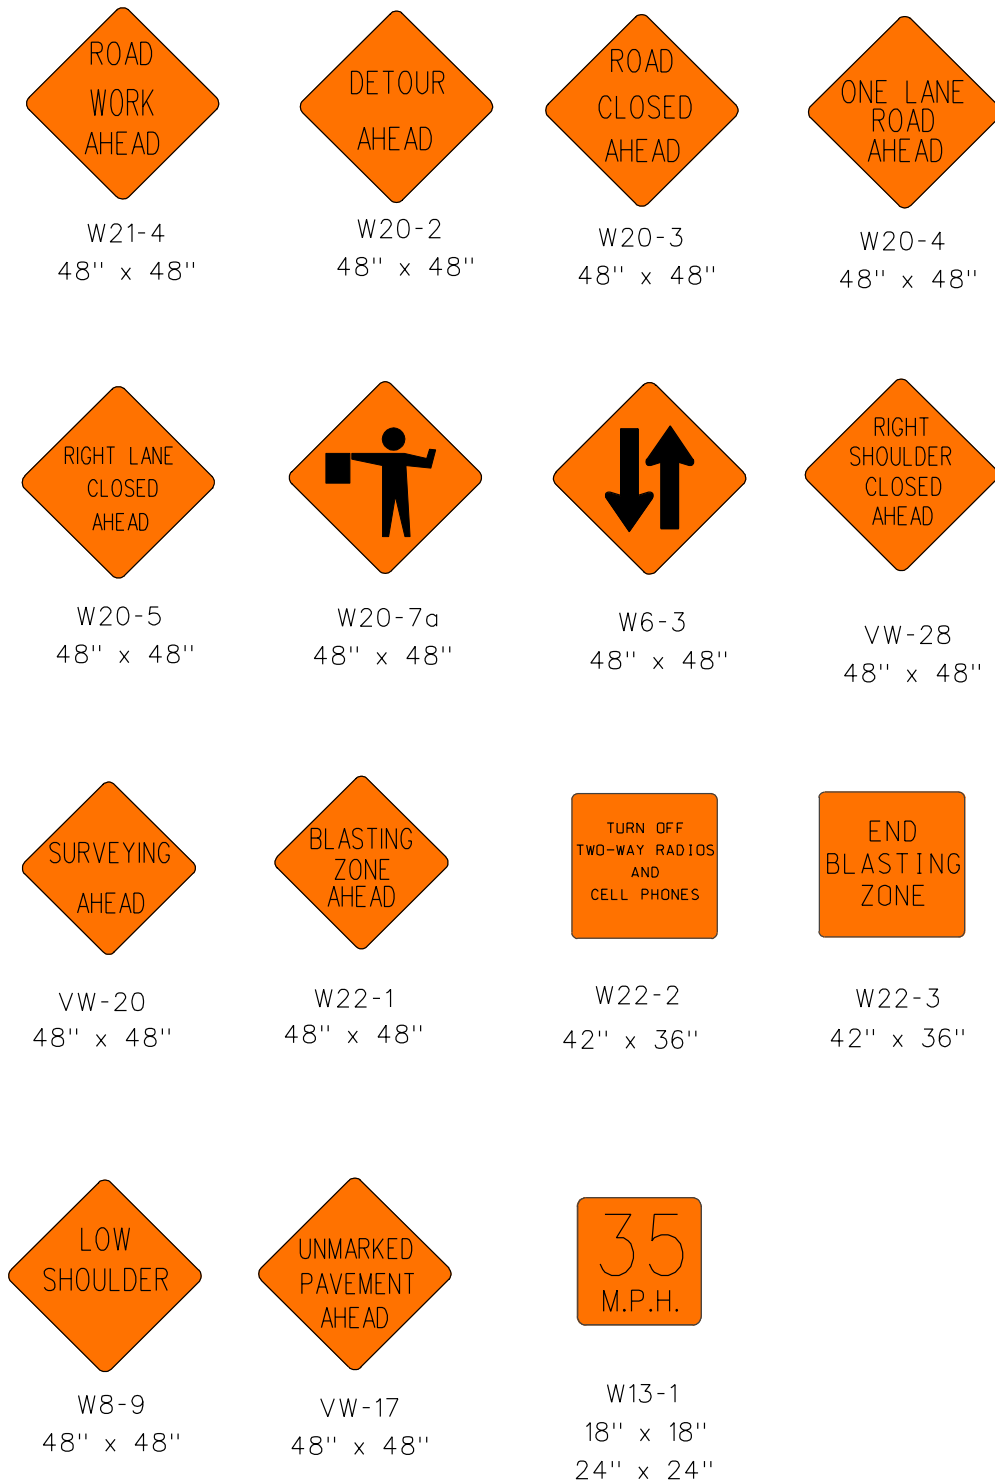 ROAD
WORK
AHEAD
W21-4
48" x 48"
DETOUR
AHEAD
W20-2
48" x 48"
ROAD
CLOSED
AHEAD
W20-3
48" x 48"
ONE LANE
ROAD
AHEAD
W20-4
48" x 48"
RIGHT LANE
CLOSED
AHEAD
W20-5
48" x 48"
W20-7a
48" x 48"
W6-3
48" x 48"
RIGHT
SHOULDER
CLOSED
AHEAD
VW-28
48" x 48"
SURVEYING
AHEAD
VW-20
48" x 48"
BLASTING
ZONE
AHEAD
W22-1
48" x 48"
TURN OFF
TWO-WAY RADIOS
AND
CELL PHONES
W22-2
42" x 36"
END
BLASTING
ZONE
W22-3
42" x 36"
LOW
SHOULDER
W8-9
48" x 48"
UNMARKED
PAVEMENT
AHEAD
VW-17
48" x 48"
35
M.P.H.
W13-1
18" x 18"
24" x 24"